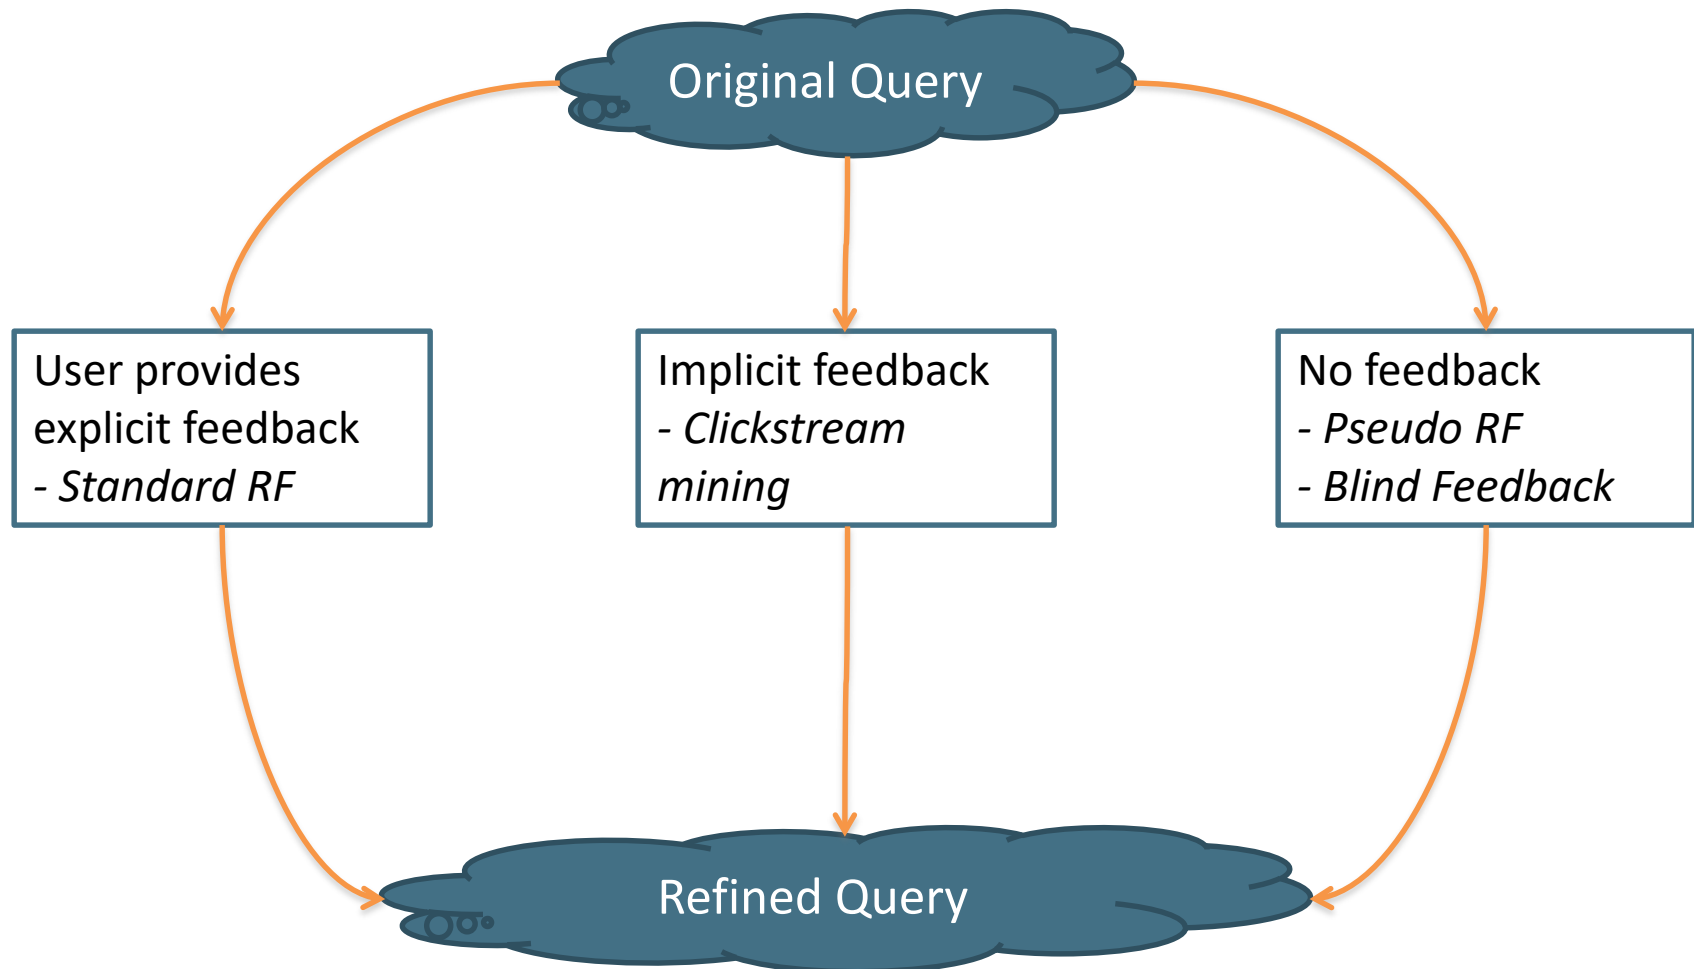 Original Query
User provides
explicit feedback
- Standard RF
Implicit feedback
- Clickstream
mining
No feedback
- Pseudo RF
- Blind Feedback
Refined Query